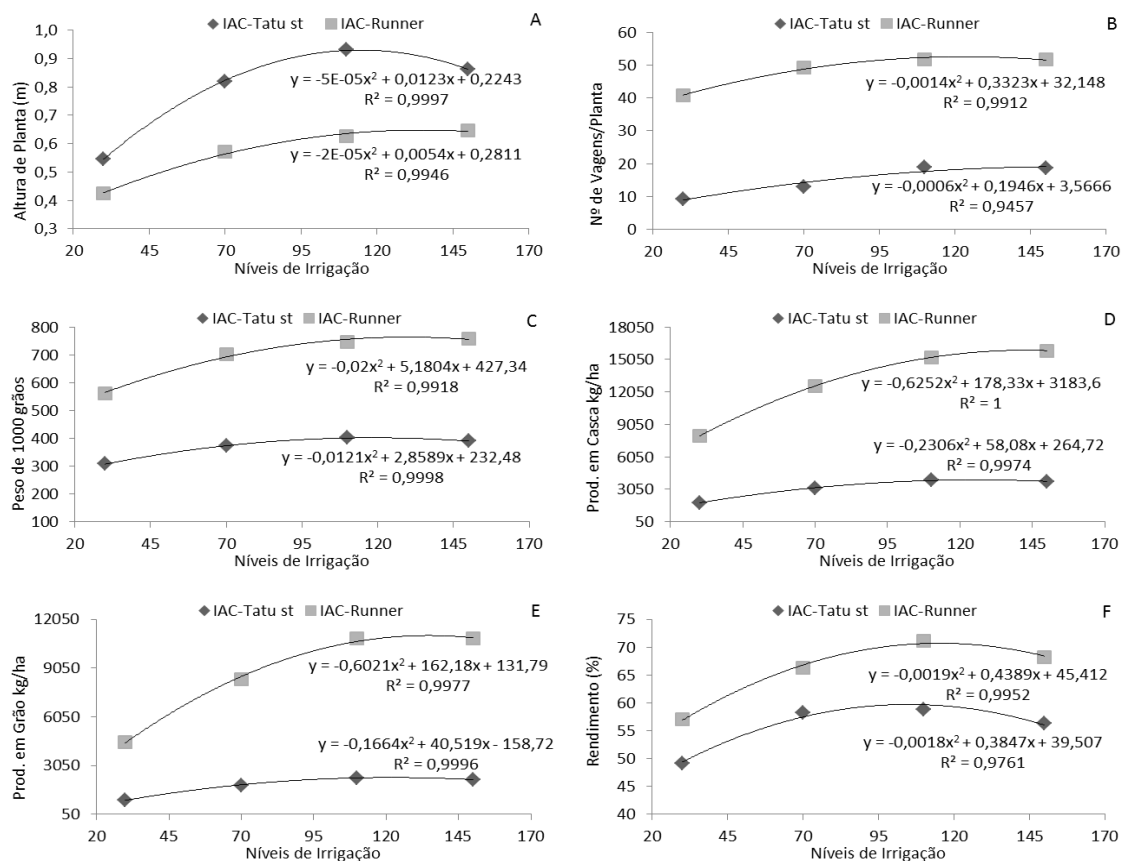 IAC-Tatu st IAC-Runner A
1,0
0,9
0,8
0,7
0,6
0,5
0,4
0,3
Altura de Planta (m)
y = -5E-05x² + 0,0123x + 0,2243
R² = 0,9997
y = -2E-05x² + 0,0054x + 0,2811
R² = 0,9946
20 45 70 95 120 145 170
Níveis de Irrigação
IAC-Tatu st IAC-Runner B
60
50
40
30
20
10
0
Nº de Vagens/Planta
y = -0,0014x² + 0,3323x + 32,148
R² = 0,9912
y = -0,0006x² + 0,1946x + 3,5666
R² = 0,9457
20 45 70 95 120 145 170
Níveis de Irrigação
IAC-Tatu st IAC-Runner C
800
700
600
500
400
300
200
100
Peso de 1000 grãos
y = -0,02x² + 5,1804x + 427,34
R² = 0,9918
y = -0,0121x² + 2,8589x + 232,48
R² = 0,9998
20 45 70 95 120 145 170
Níveis de Irrigação
IAC-Tatu st IAC-Runner D
18050
15050
12050
9050
6050
3050
50
Prod. em Casca kg/ha
y = -0,6252x² + 178,33x + 3183,6
R² = 1
y = -0,2306x² + 58,08x + 264,72
R² = 0,9974
20 45 70 95 120 145 170
Níveis de Irrigação
IAC-Tatu st IAC-Runner E
12050
9050
6050
3050
50
Prod. em Grão kg/ha
y = -0,6021x² + 162,18x + 131,79
R² = 0,9977
y = -0,1664x² + 40,519x - 158,72
R² = 0,9996
20 45 70 95 120 145 170
Níveis de Irrigação
IAC-Tatu st IAC-Runner F
75
70
65
60
55
50
45
40
Rendimento (%)
y = -0,0019x² + 0,4389x + 45,412
R² = 0,9952
y = -0,0018x² + 0,3847x + 39,507
R² = 0,9761
20 45 70 95 120 145 170
Níveis de Irrigação